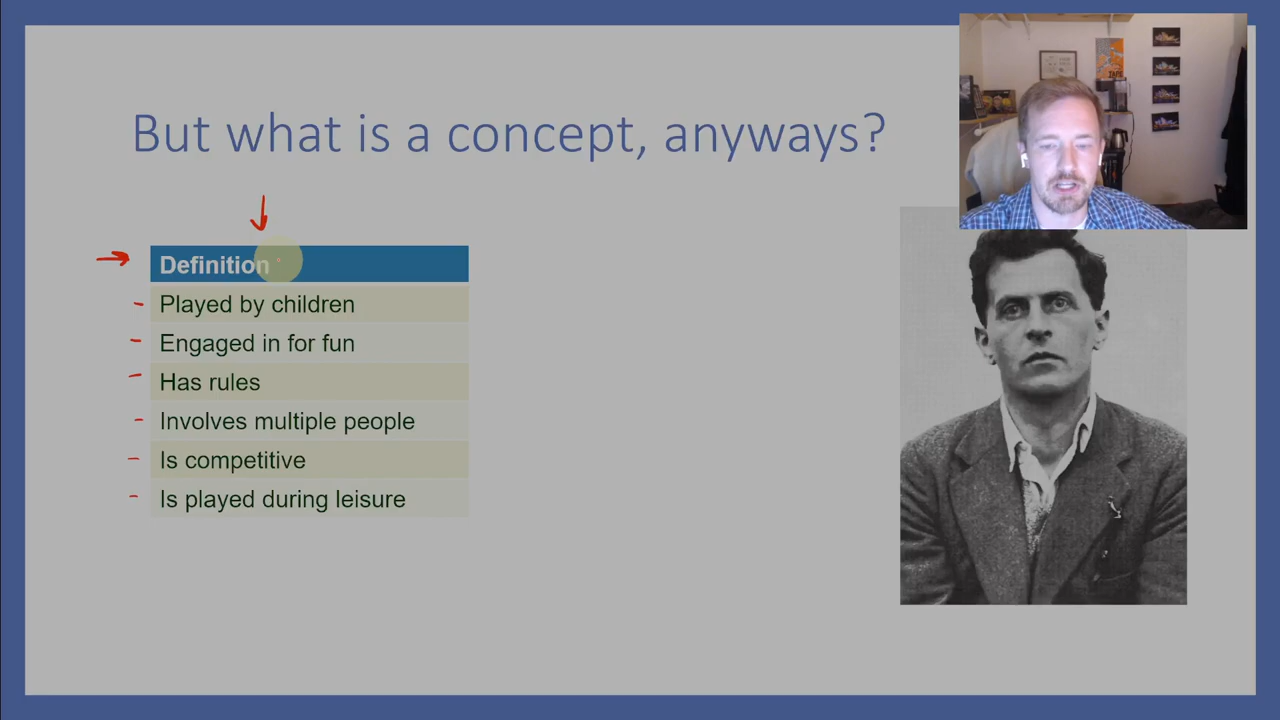 But what is a concept, anyways?
Definition
Played by children
Engaged in for fun
Has rules
Involves multiple people
Is competitive
Is played during leisure
TAPE